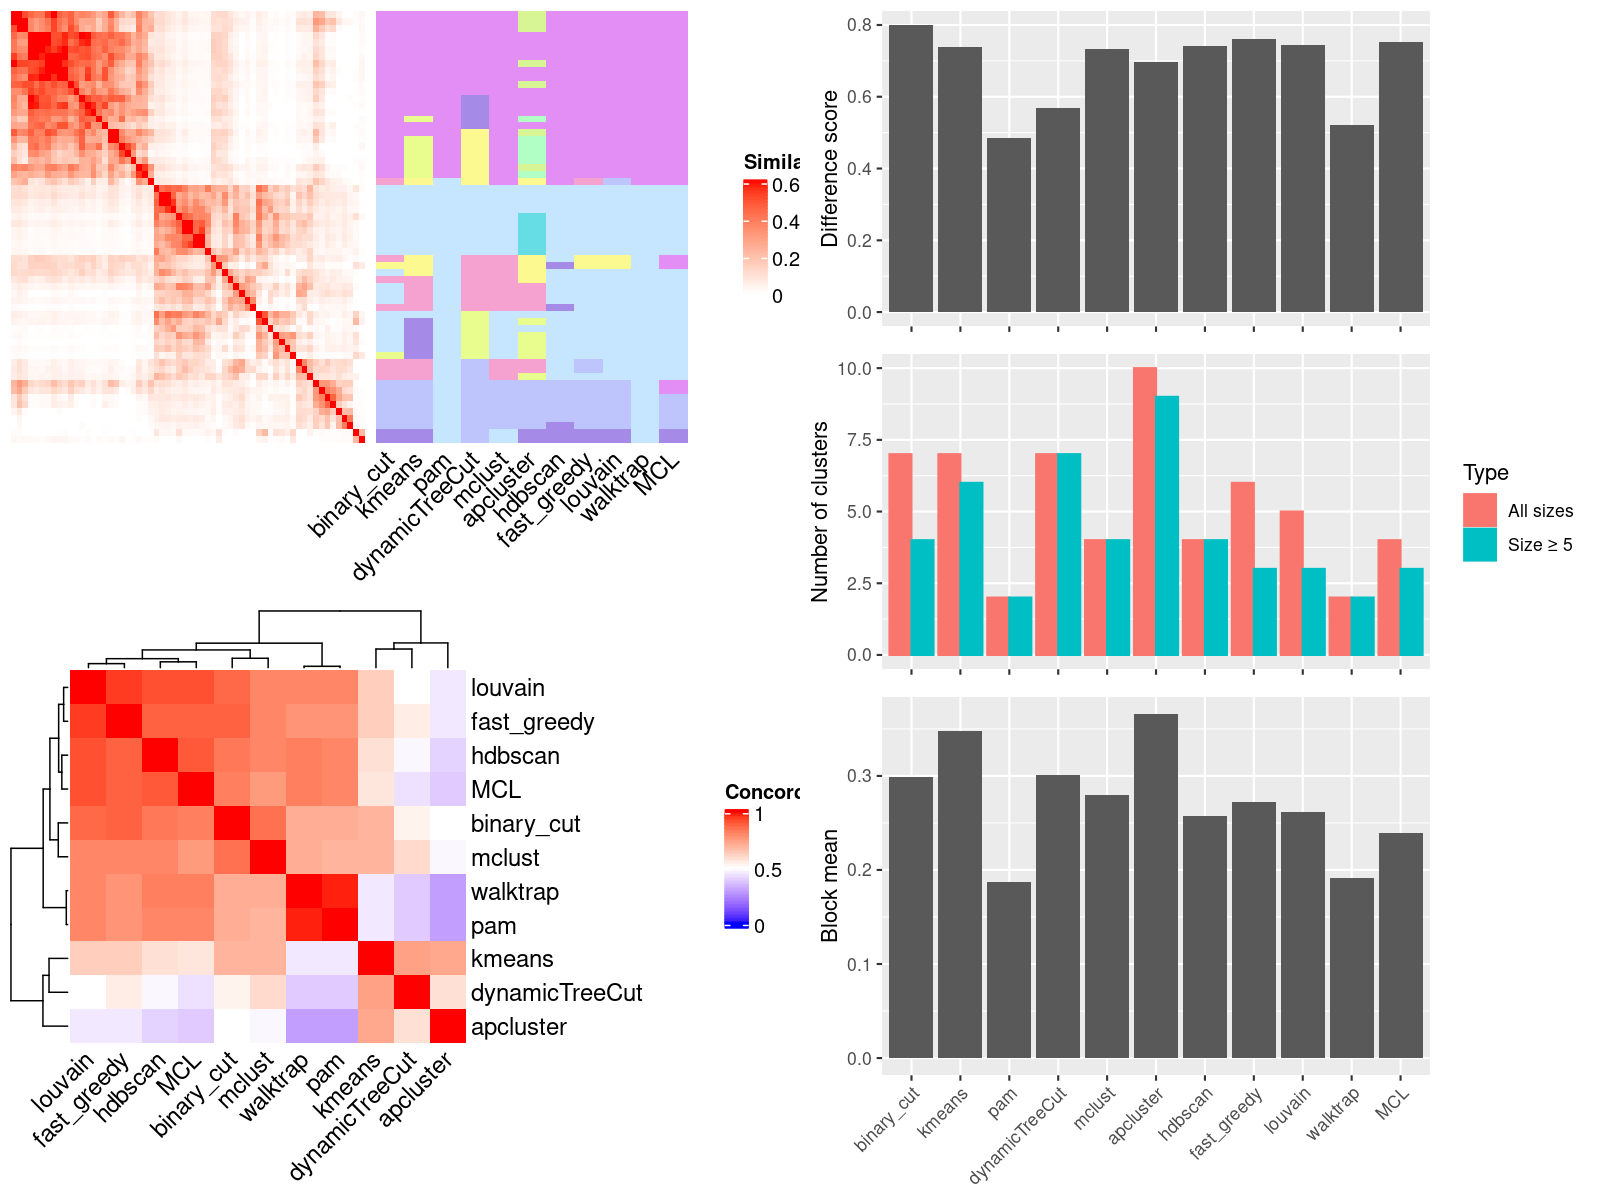 Simila
0.6
0.4
0.2
0
binary_cut
kmeans
pam
dynamicTreeCut
mclust
apcluster
hdbscan
fast_greedy
louvain
walktrap
MCL
louvain
fast_greedy
hdbscan
MCL
binary_cut
mclust
walktrap
pam
kmeans
dynamicTreeCut
apcluster
louvain
fast_greedy
hdbscan
MCL
binary_cut
mclust
walktrap
pam
kmeans
dynamicTreeCut
apcluster
Concord
1
0.5
0
Difference score
0.8
0.6
0.4
0.2
0.0
Number of clusters
10.0
7.5
5.0
2.5
0.0
Type
All sizes
Size ≥ 5
Block mean
0.3
0.2
0.1
0.0
binary_cut
kmeans
pam
dynamicTreeCut
mclust
apcluster
hdbscan
fast_greedy
louvain
walktrap
MCL